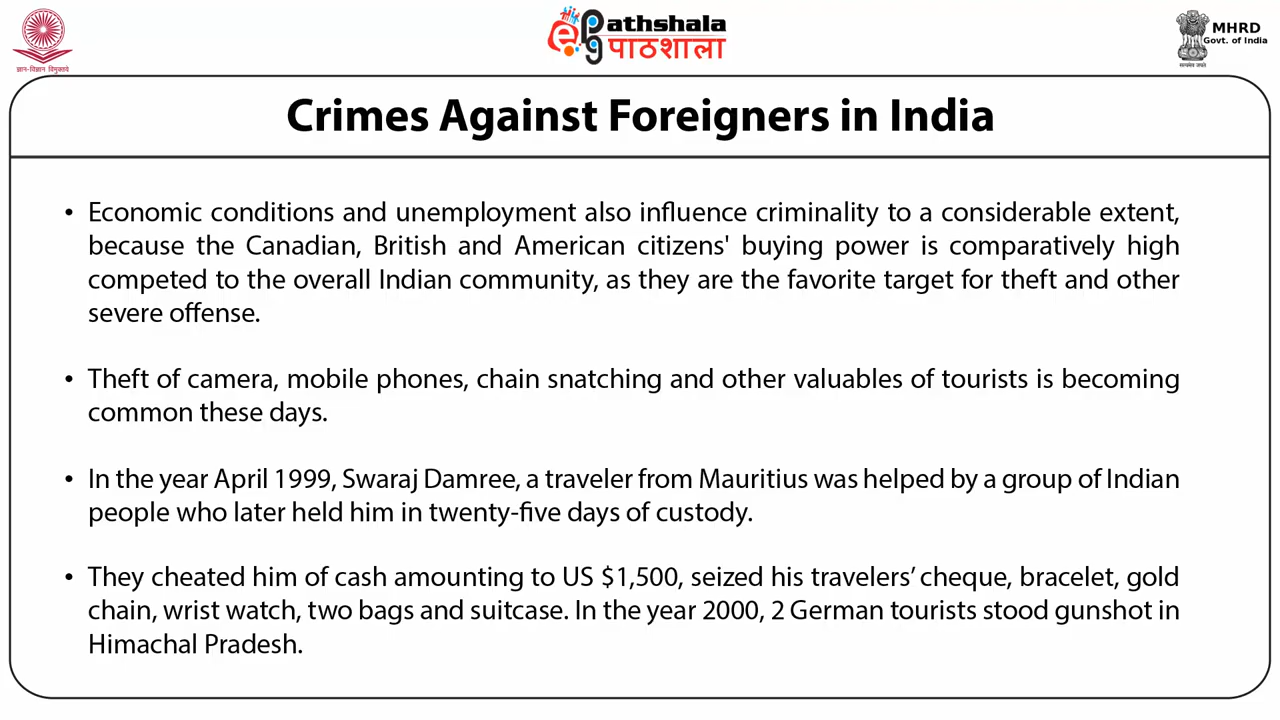 ज्ञान-विज्ञान विमुक्तये
ePathshala
पाठशाला
MHRD
Govt. of India
सत्यमेव जयते
Crimes Against Foreigners in India
• Economic conditions and unemployment also influence criminality to a considerable extent,
because the Canadian, British and American citizens' buying power is comparatively high
competed to the overall Indian community, as they are the favorite target for theft and other
severe offense.
• Theft of camera, mobile phones, chain snatching and other valuables of tourists is becoming
common these days.
• In the year April 1999, Swaraj Damree, a traveler from Mauritius was helped by a group of Indian
people who later held him in twenty-five days of custody.
• They cheated him of cash amounting to US $1,500, seized his travelers’ cheque, bracelet, gold
chain, wrist watch, two bags and suitcase. In the year 2000, 2 German tourists stood gunshot in
Himachal Pradesh.